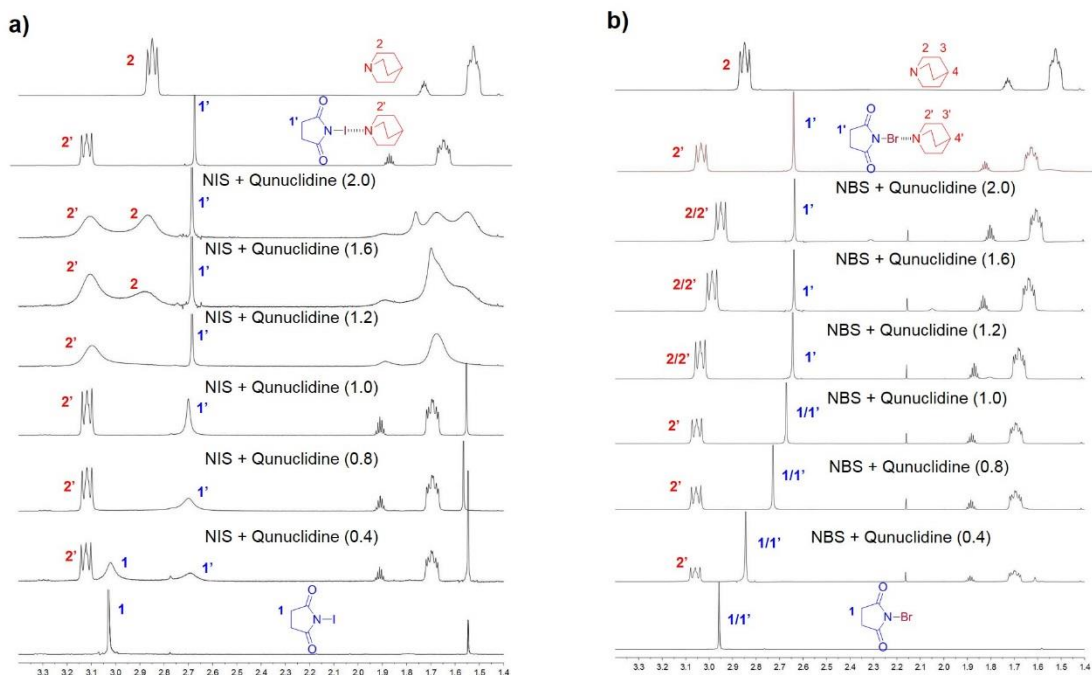 a)
2
2
N
2'
1'
O
N
I
N
O
2'
1'
NIS + Qunuclidine (2.0)
2'
2
1'
NIS + Qunuclidine (1.6)
2'
2
1'
NIS + Qunuclidine (1.2)
2'
1'
NIS + Qunuclidine (1.0)
2'
1'
NIS + Qunuclidine (0.8)
2'
1'
NIS + Qunuclidine (0.4)
2'
1
1'
1
1
O
N
I
O
3.3 3.2 3.1 3.0 2.9 2.8 2.7 2.6 2.5 2.4 2.3 2.2 2.1 2.0 1.9 1.8 1.7 1.6 1.5 1.4
b)
2
2 3
N
4
2'
1'
1'
O
N
Br
N
O
2' 3'
4'
NBS + Qunuclidine (2.0)
2/2'
1'
NBS + Qunuclidine (1.6)
2/2'
1'
NBS + Qunuclidine (1.2)
2/2'
1'
NBS + Qunuclidine (1.0)
2'
1/1'
NBS + Qunuclidine (0.8)
2'
1/1'
NBS + Qunuclidine (0.4)
2'
1/1'
1/1'
1
O
N
Br
O
3.3 3.2 3.1 3.0 2.9 2.8 2.7 2.6 2.5 2.4 2.3 2.2 2.1 2.0 1.9 1.8 1.7 1.6 1.5 1.4